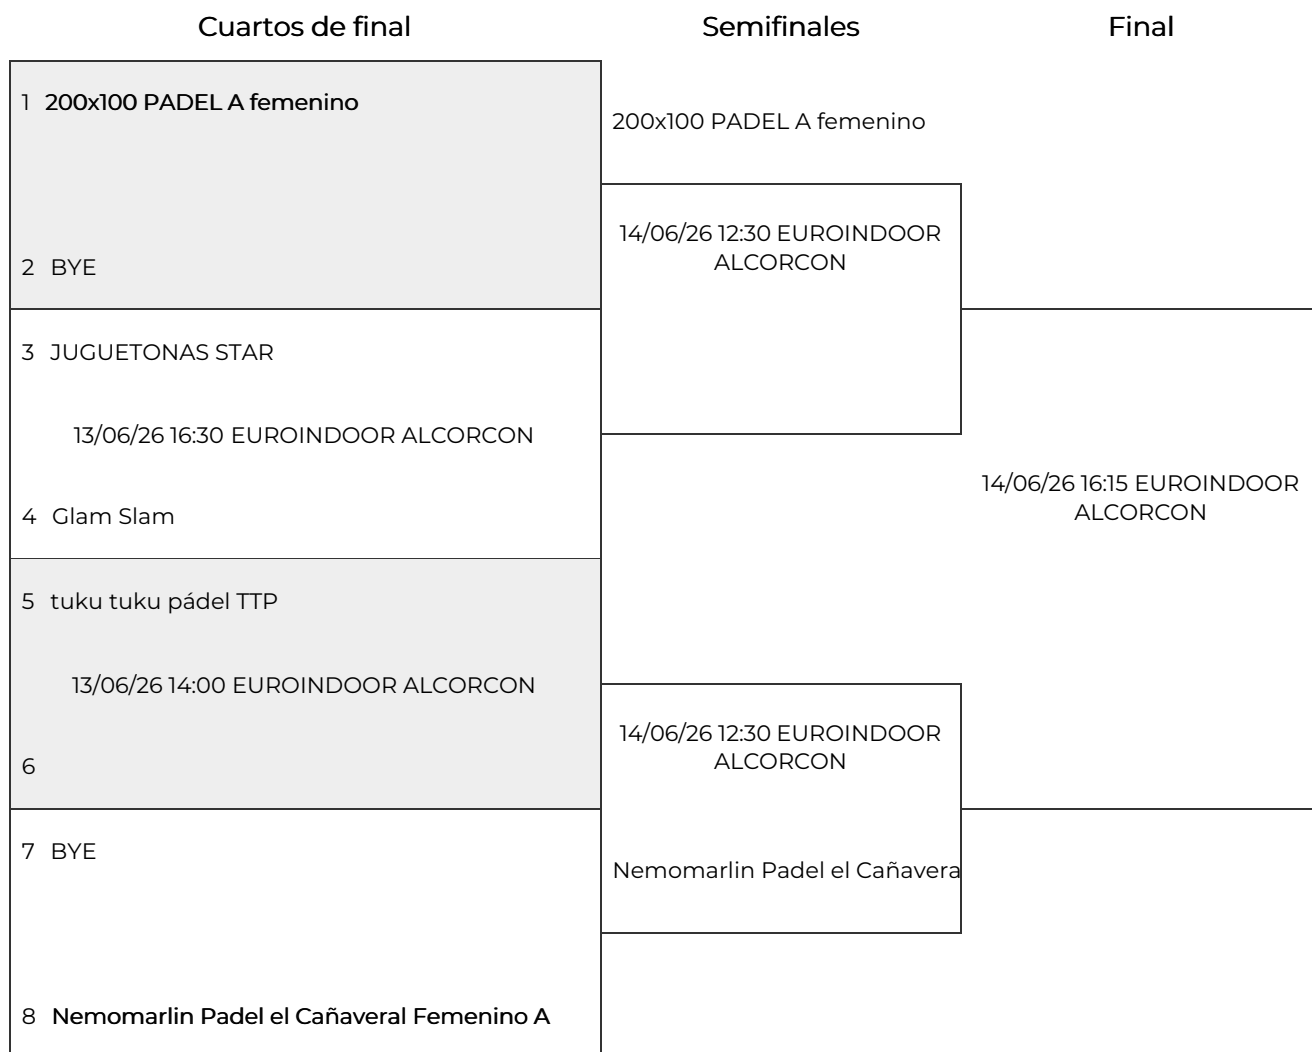 Cuartos de final
Semifinales
Final
1 200x100 PADEL A femenino
2 BYE
3 JUGUETONAS STAR
13/06/26 16:30 EUROINDOOR ALCORCON
4 Glam Slam
5 tuku tuku pádel TTP
13/06/26 14:00 EUROINDOOR ALCORCON
6
7 BYE
8 Nemomarlin Padel el Cañaveral Femenino A
200x100 PADEL A femenino
14/06/26 12:30 EUROINDOOR
ALCORCON
14/06/26 12:30 EUROINDOOR
ALCORCON
Nemomarlin Padel el Cañavera
14/06/26 16:15 EUROINDOOR
ALCORCON